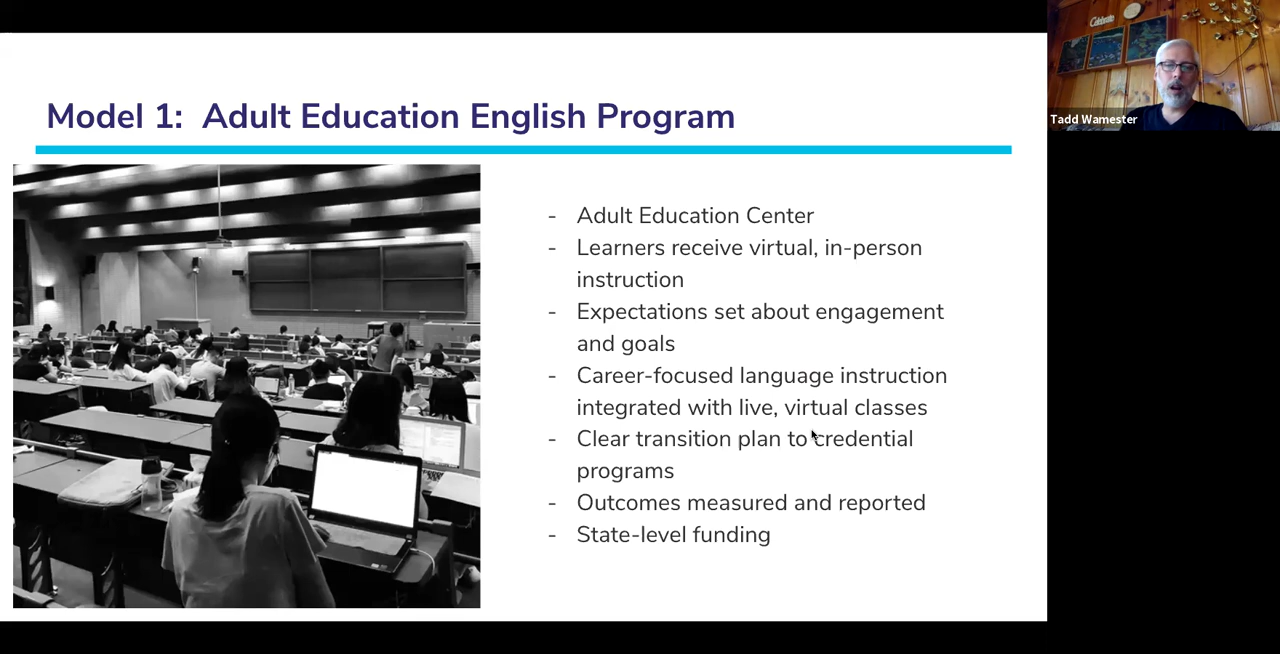 Model 1:  Adult Education English Program
- Adult Education Center
- Learners receive virtual, in-person
instruction
- Expectations set about engagement
and goals
- Career-focused language instruction
integrated with live, virtual classes
- Clear transition plan to credential
programs
- Outcomes measured and reported
- State-level funding
Celebrate
Tadd Wamester